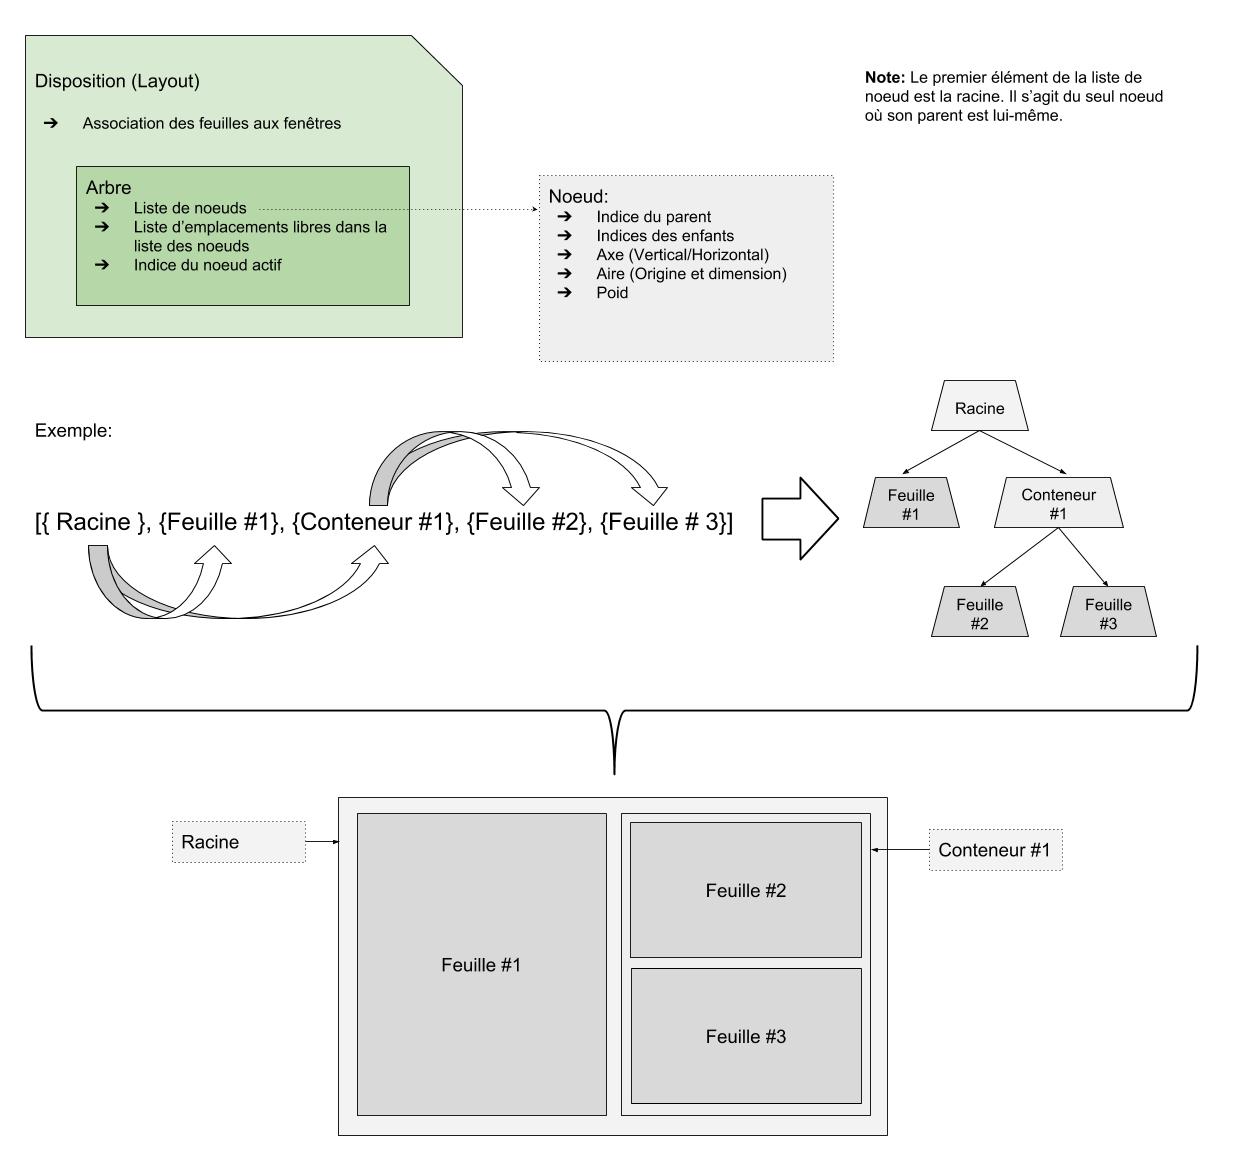 Disposition (Layout)
➔ Association des feuilles aux fenêtres
Arbre
➔ Liste de noeuds
➔ Liste d'emplacements libres dans la
liste des noeuds
➔ Indice du noeud actif
Noeud:
➔ Indice du parent
➔ Indices des enfants
➔ Axe (Vertical/Horizontal)
➔ Aire (Origine et dimension)
➔ Poid
Note: Le premier élément de la liste de
noeud est la racine. Il s'agit du seul noeud
où son parent est lui-même.
Exemple:
[{ Racine }, {Feuille #1}, {Conteneur #1}, {Feuille #2}, {Feuille # 3}]
Racine
Feuille
#1
Conteneur
#1
Feuille
#2
Feuille
#3
Racine
Conteneur #1
Feuille #1
Feuille #2
Feuille #3